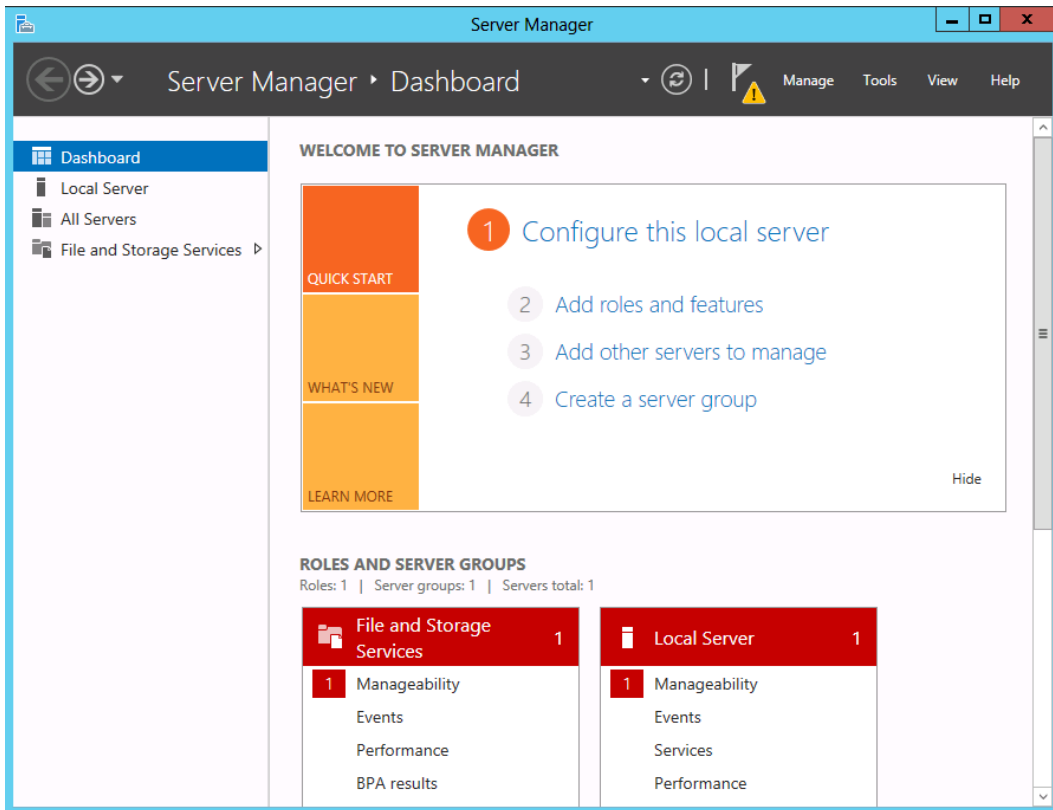 Server Manager
Server Manager ‣ Dashboard
Manage Tools View Help
Dashboard
Local Server
All Servers
File and Storage Services
WELCOME TO SERVER MANAGER
QUICK START
WHAT'S NEW
LEARN MORE
1 Configure this local server
2 Add roles and features
3 Add other servers to manage
4 Create a server group
Hide
ROLES AND SERVER GROUPS
Roles: 1 | Server groups: 1 | Servers total: 1
File and Storage
Services 1
1 Manageability
Events
Performance
BPA results
Local Server 1
1 Manageability
Events
Services
Performance